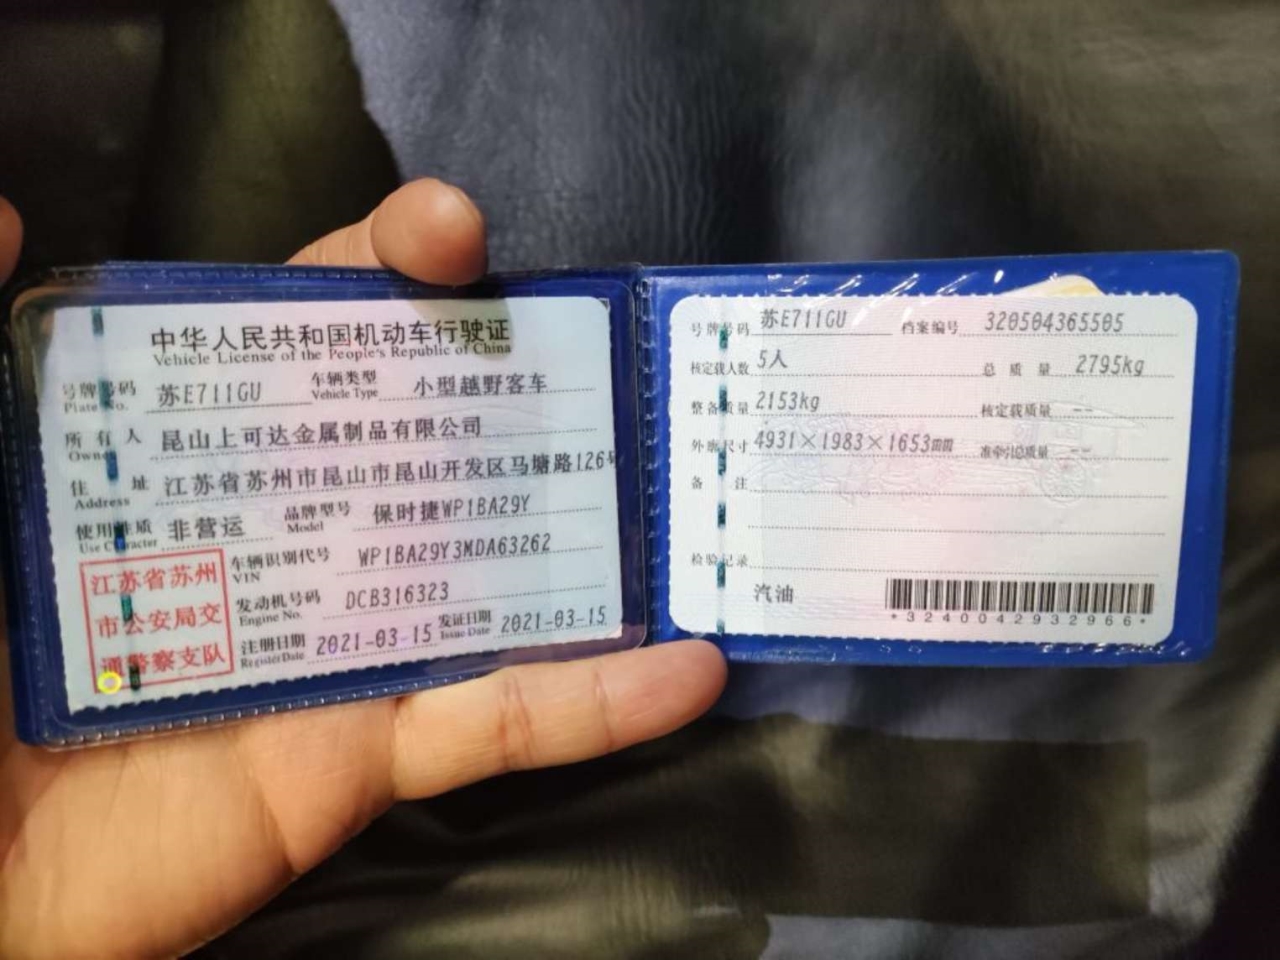 中华人民共和国机动车行驶证
Vehicle License of the People's Republic of China
号牌号码 苏E711GU 车辆类型 小型越野客车
Plate No. Vehicle Type
所有人 昆山上可达金属制品有限公司
Owner
住址 江苏省苏州市昆山市昆山开发区马塘路126号
Address
使用性质 非营运 品牌型号 保时捷WP1BA29Y
Use Character Model
车辆识别代号 WP1BA29Y3MDA63262
VIN
发动机号码 DCB316323
Engine No.
注册日期 2021-03-15 发证日期 2021-03-15
Register Date Issue Date
江苏省苏州
市公安局交
通警察支队
号牌号码 苏E711GU 档案编号 320504365505
核定载人数 5人 总质量 2795kg
整备质量 2153kg 核定载质量 --
外廓尺寸 4931×1983×1653mm 准牵引总质量 --
备注
检验记录
汽油
*3240042932966*